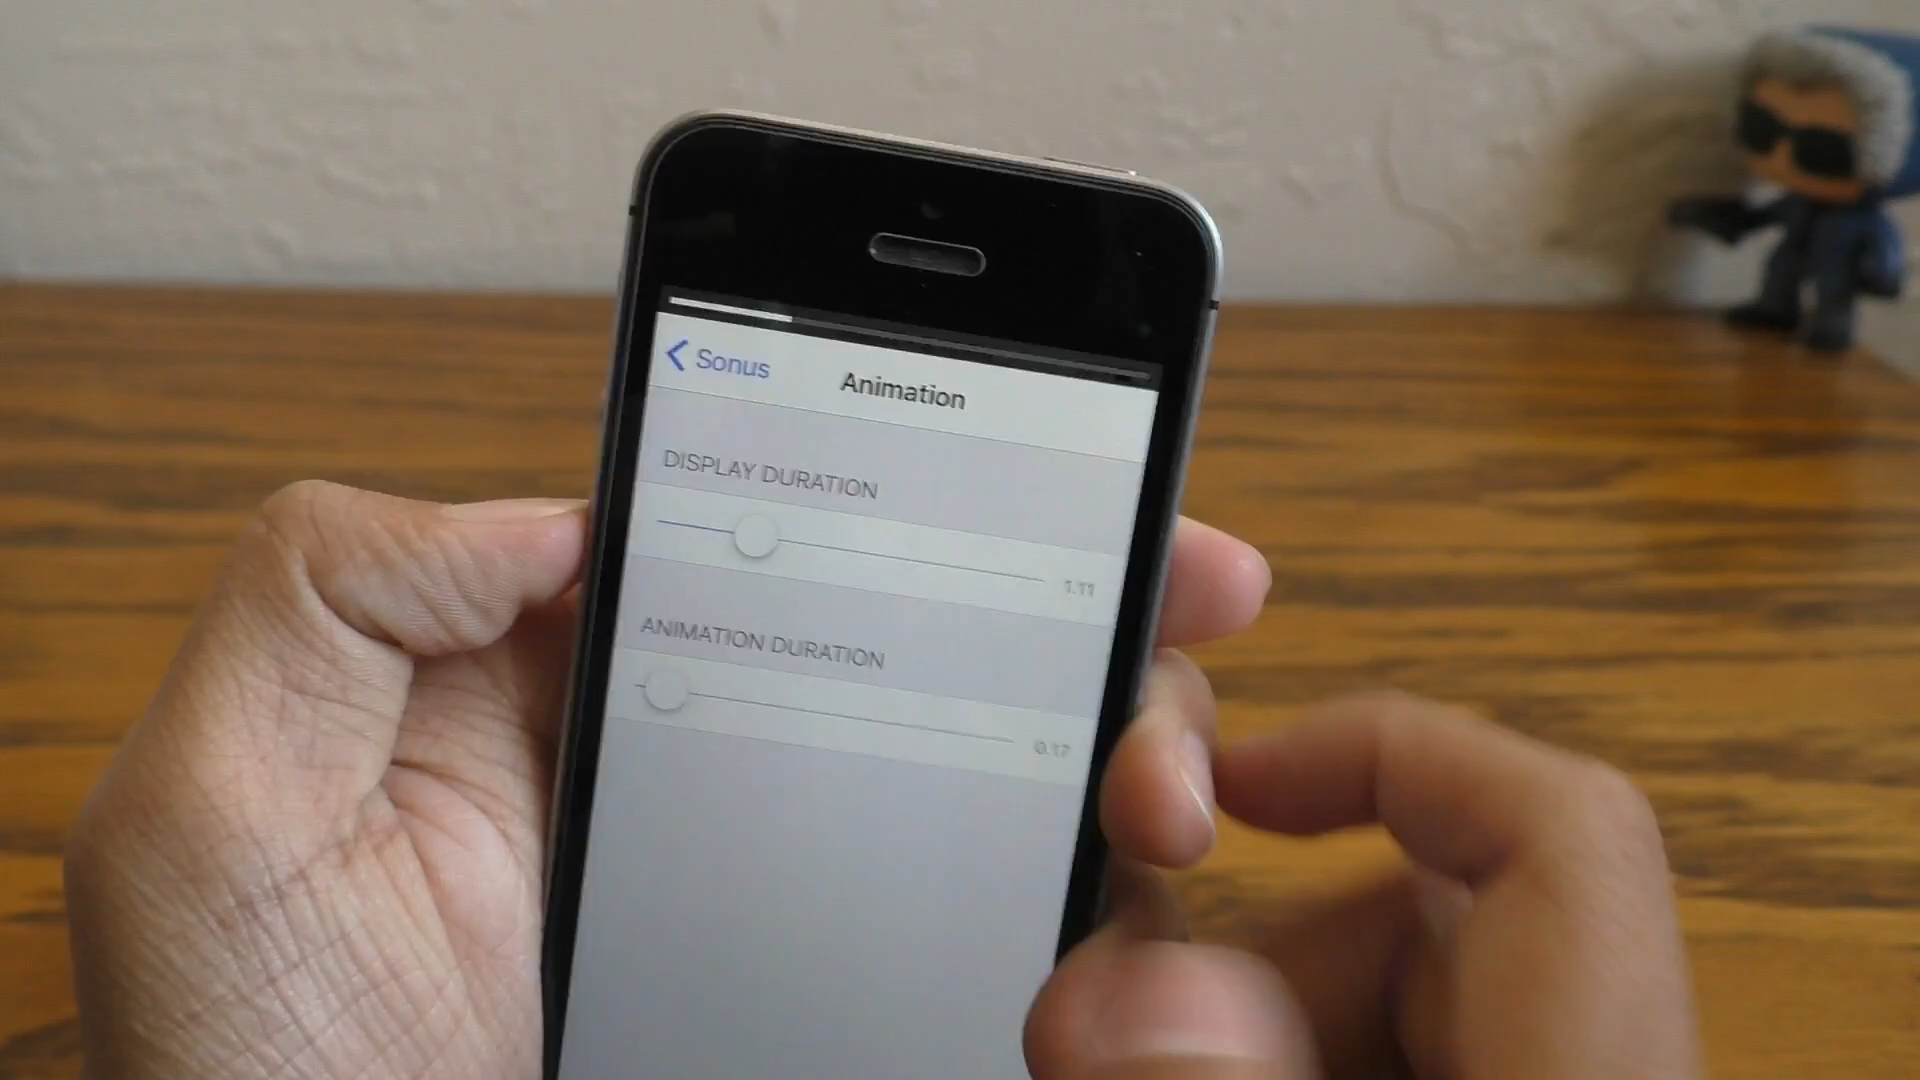 Sonus
Animation
DISPLAY DURATION
1.11
ANIMATION DURATION
0.17